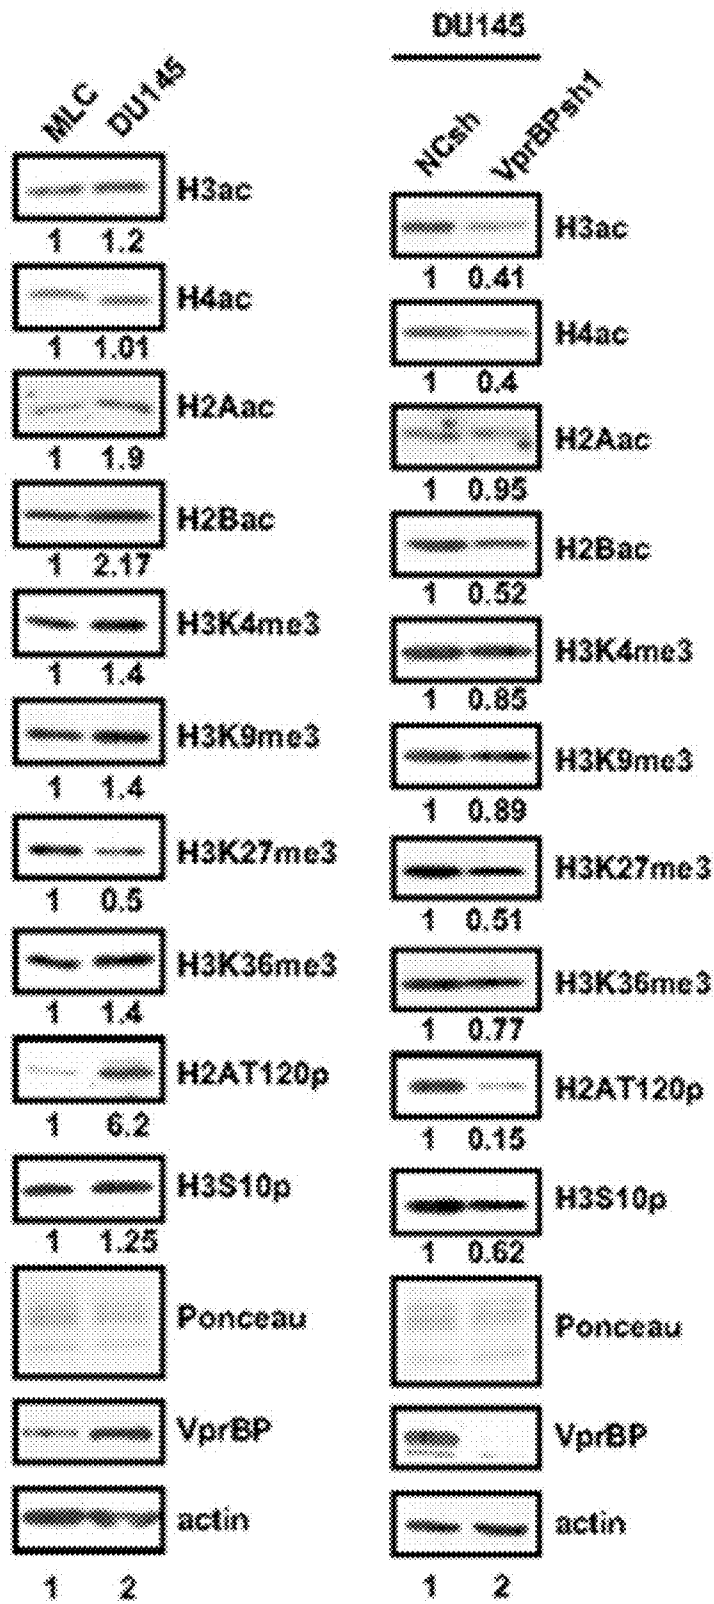 MLC DU145
H3ac
1 1.2
H4ac
1 1.01
H2Aac
1 1.9
H2Bac
1 2.17
H3K4me3
1 1.4
H3K9me3
1 1.4
H3K27me3
1 0.5
H3K36me3
1 1.4
H2AT120p
1 6.2
H3S10p
1 1.25
Ponceau
VprBP
actin
1 2
DU145
NCsh VprBPsh1
H3ac
1 0.41
H4ac
1 0.4
H2Aac
1 0.95
H2Bac
1 0.52
H3K4me3
1 0.85
H3K9me3
1 0.89
H3K27me3
1 0.51
H3K36me3
1 0.77
H2AT120p
1 0.15
H3S10p
1 0.62
Ponceau
VprBP
actin
1 2